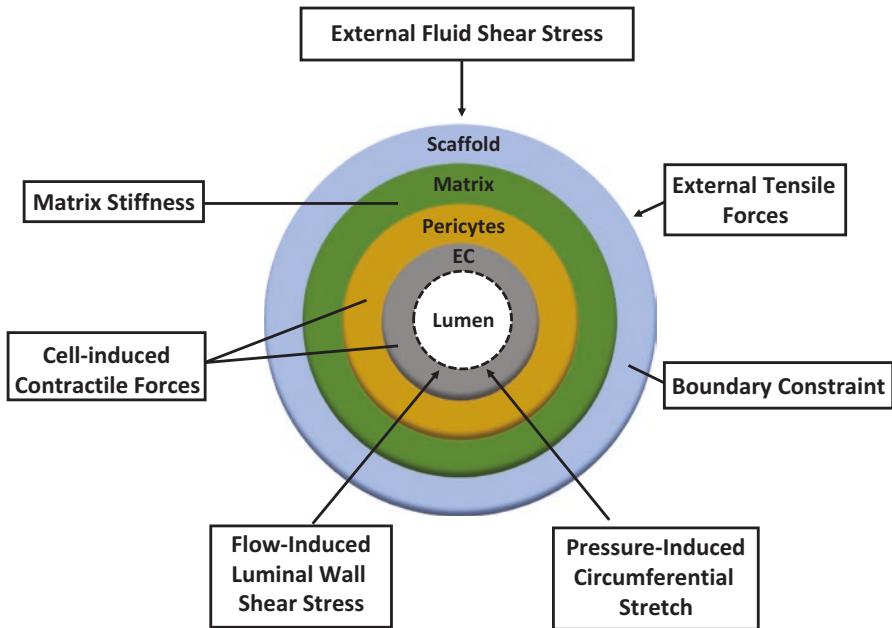 External Fluid Shear Stress
Scaffold
Matrix
External Tensile
Forces
Matrix Stiffness
Pericytes
EC
Lumen
Cell-induced
Contractile Forces
Boundary Constraint
Flow-Induced
Luminal Wall
Shear Stress
Pressure-Induced
Circumferential
Stretch